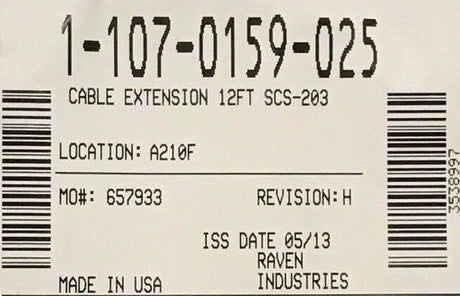 1-107-0159-025
CABLE EXTENSION 12FT SCS-203
LOCATION: A210F
MO#: 657933 REVISION: H
3538997
ISS DATE 05/13
RAVEN
MADE IN USA INDUSTRIES